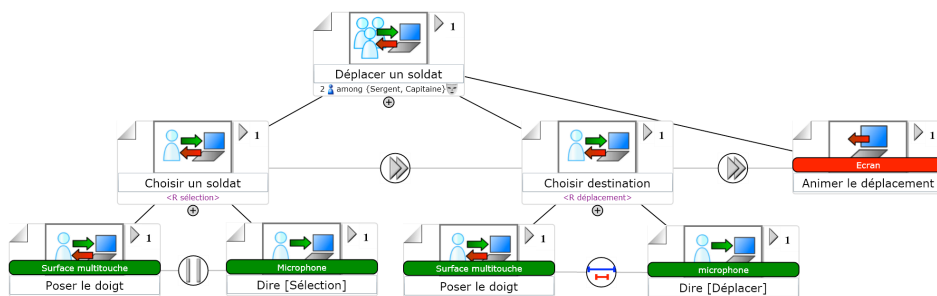 1
Déplacer un soldat
2 among {Sergent, Capitaine}
1
1
1
Ecran
Choisir un soldat
Choisir destination
Animer le déplacement
<R sélection>
<R déplacement>
1
1
1
1
Surface multitouche
Microphone
Surface multitouche
microphone
Poser le doigt
Dire [Sélection]
Poser le doigt
Dire [Déplacer]